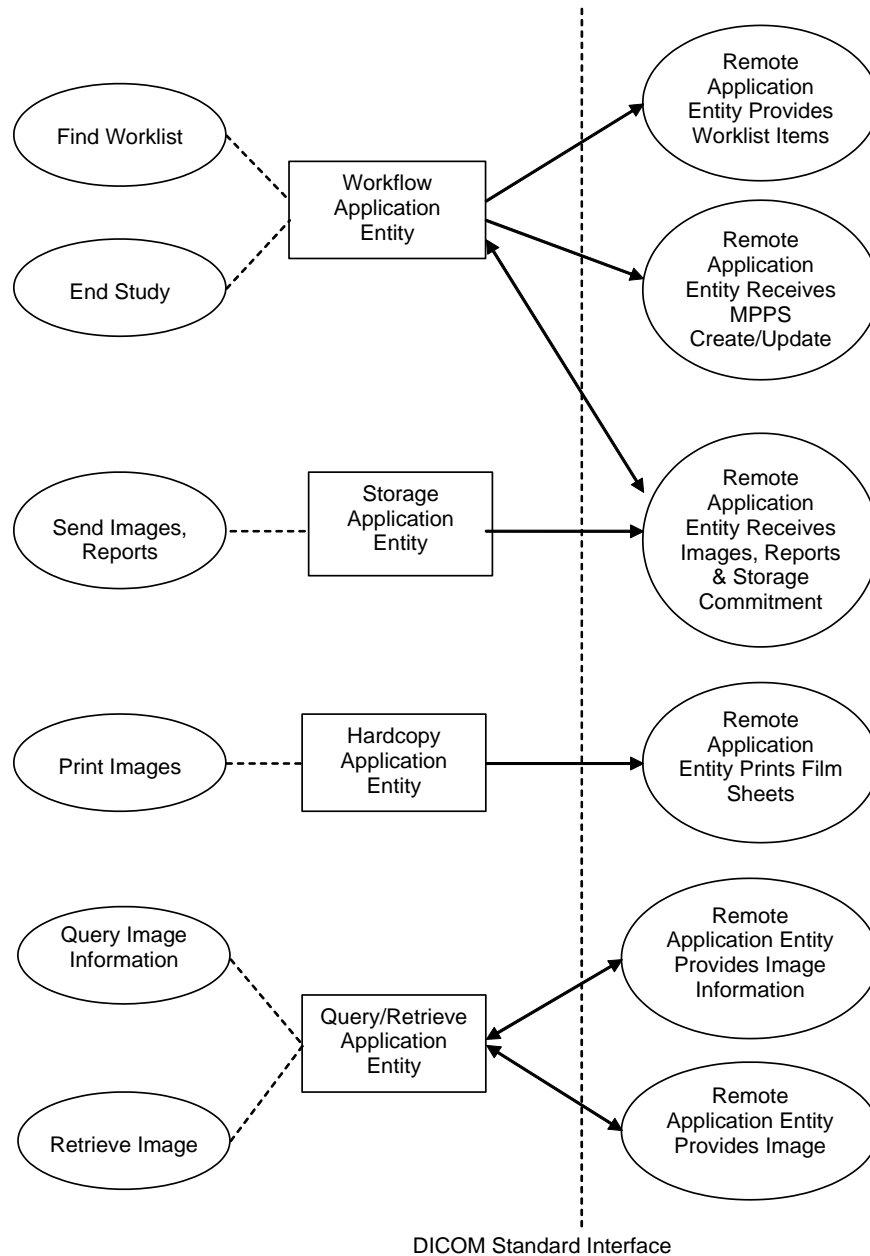 Find Worklist
End Study
Workflow
Application
Entity
Remote
Application
Entity Provides
Worklist Items
Remote
Application
Entity Receives
MPPS
Create/Update
Send Images,
Reports
Storage
Application
Entity
Remote
Application
Entity Receives
Images, Reports
& Storage
Commitment
Print Images
Hardcopy
Application
Entity
Remote
Application
Entity Prints Film
Sheets
Query Image
Information
Retrieve Image
Query/Retrieve
Application
Entity
Remote
Application Entity
Provides Image
Information
Remote
Application Entity
Provides Image
DICOM Standard Interface